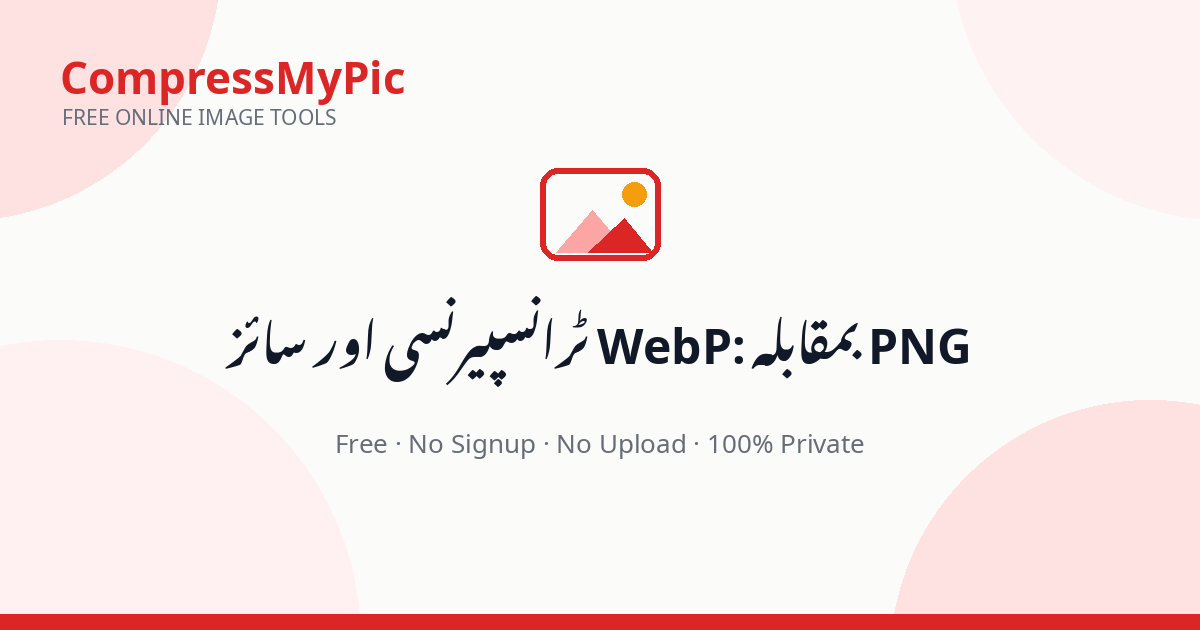 CompressMyPic
FREE ONLINE IMAGE TOOLS
PNG بمقابلہ WebP: ٹرانسپیرنسی اور سائز
Free · No Signup · No Upload · 100% Private